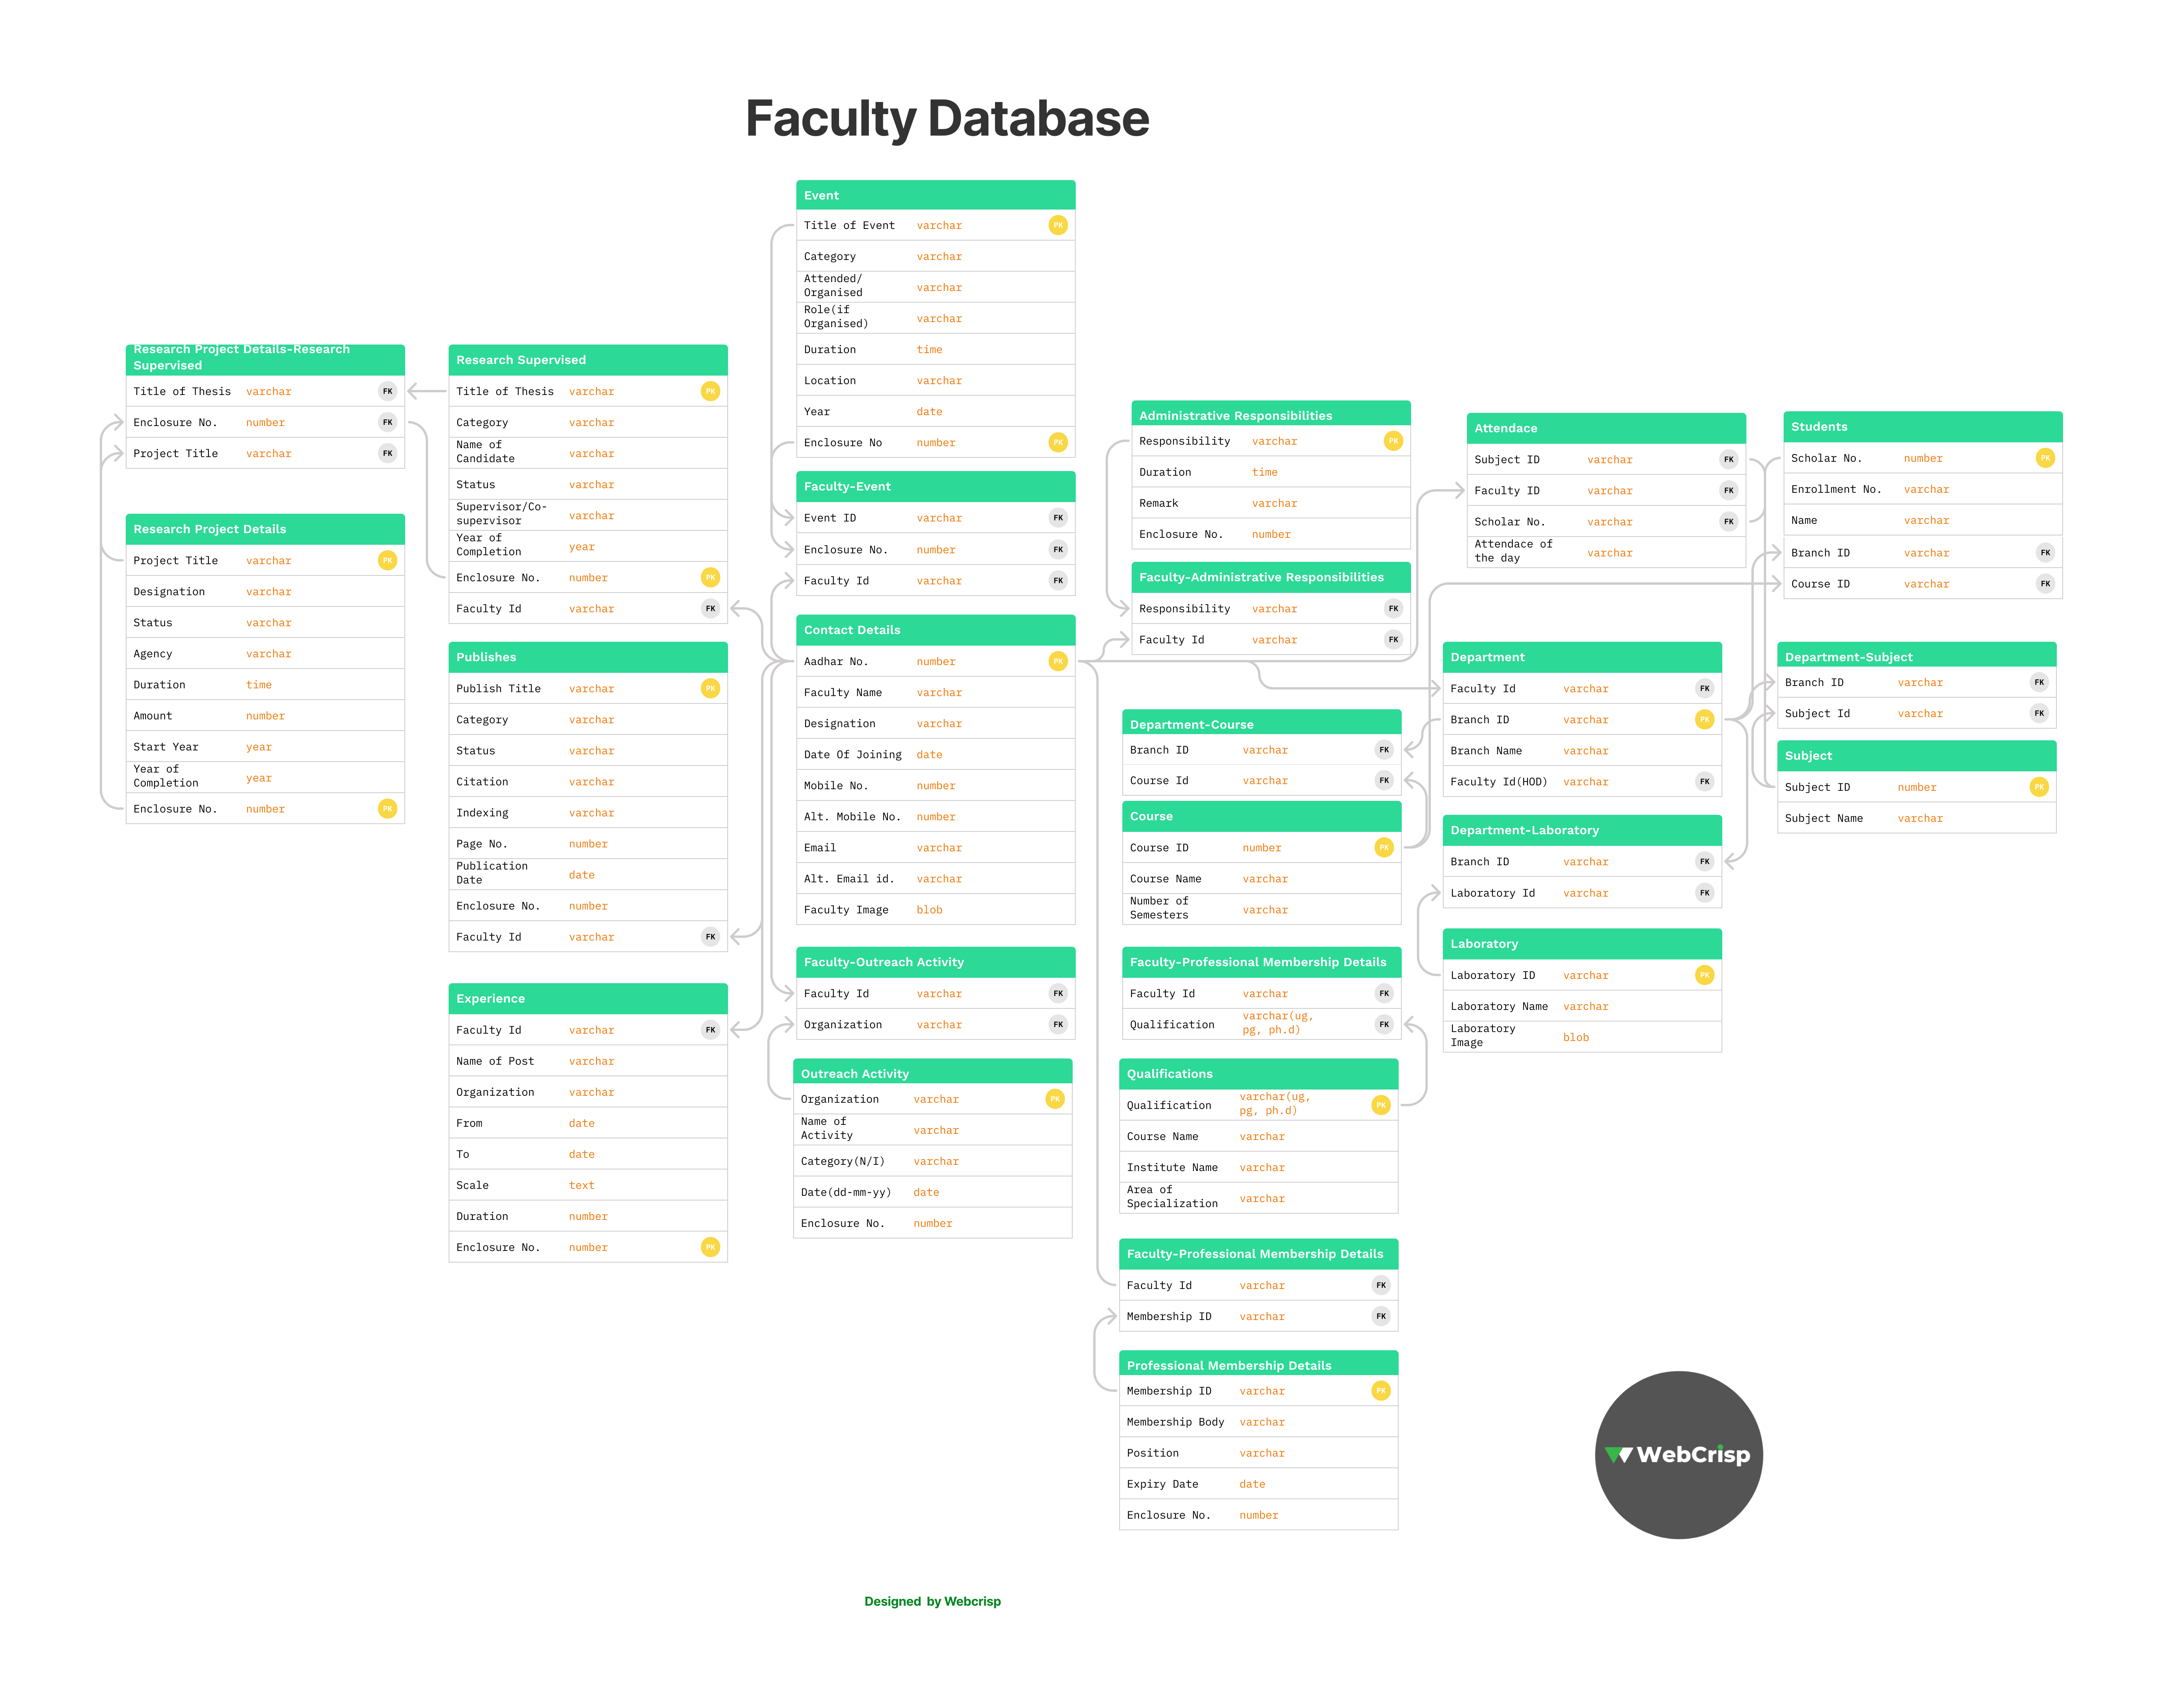 Faculty Database
Research Project Details-Research
Supervised
Title of Thesis varchar FK
Enclosure No. number FK
Project Title varchar FK
Research Project Details
Project Title varchar PK
Designation varchar
Status varchar
Agency varchar
Duration time
Amount number
Start Year year
Year of
Completion year
Enclosure No. number PK
Research Supervised
Title of Thesis varchar PK
Category varchar
Name of
Candidate varchar
Status varchar
Supervisor/Co-
supervisor varchar
Year of
Completion year
Enclosure No. number PK
Faculty Id varchar FK
Publishes
Publish Title varchar PK
Category varchar
Status varchar
Citation varchar
Indexing varchar
Page No. number
Publication
Date date
Enclosure No. number
Faculty Id varchar FK
Experience
Faculty Id varchar FK
Name of Post varchar
Organization varchar
From date
To date
Scale text
Duration number
Enclosure No. number PK
Event
Title of Event varchar PK
Category varchar
Attended/
Organised varchar
Role(if
Organised) varchar
Duration time
Location varchar
Year date
Enclosure No number PK
Faculty-Event
Event ID varchar FK
Enclosure No. number FK
Faculty Id varchar FK
Contact Details
Aadhar No. number PK
Faculty Name varchar
Designation varchar
Date Of Joining date
Mobile No. number
Alt. Mobile No. number
Email varchar
Alt. Email id. varchar
Faculty Image blob
Faculty-Outreach Activity
Faculty Id varchar FK
Organization varchar FK
Outreach Activity
Organization varchar PK
Name of
Activity varchar
Category(N/I) varchar
Date(dd-mm-yy) date
Enclosure No. number
Administrative Responsibilities
Responsibility varchar PK
Duration time
Remark varchar
Enclosure No. number
Faculty-Administrative Responsibilities
Responsibility varchar FK
Faculty Id varchar FK
Department-Course
Branch ID varchar FK
Course Id varchar FK
Course
Course ID number PK
Course Name varchar
Number of
Semesters varchar
Faculty-Professional Membership Details
Faculty Id varchar FK
Qualification varchar(ug,
pg, ph.d) FK
Qualifications
Qualification varchar(ug,
pg, ph.d) PK
Course Name varchar
Institute Name varchar
Area of
Specialization varchar
Faculty-Professional Membership Details
Faculty Id varchar FK
Membership ID varchar FK
Professional Membership Details
Membership ID varchar PK
Membership Body varchar
Position varchar
Expiry Date date
Enclosure No. number
Attendace
Subject ID varchar FK
Faculty ID varchar FK
Scholar No. varchar FK
Attendace of
the day varchar
Department
Faculty Id varchar FK
Branch ID varchar PK
Branch Name varchar
Faculty Id(HOD) varchar FK
Department-Laboratory
Branch ID varchar FK
Laboratory Id varchar FK
Laboratory
Laboratory ID varchar PK
Laboratory Name varchar
Laboratory
Image blob
Students
Scholar No. number PK
Enrollment No. varchar
Name varchar
Branch ID varchar FK
Course ID varchar FK
Department-Subject
Branch ID varchar FK
Subject Id varchar FK
Subject
Subject ID number PK
Subject Name varchar
WebCrisp
Designed by Webcrisp